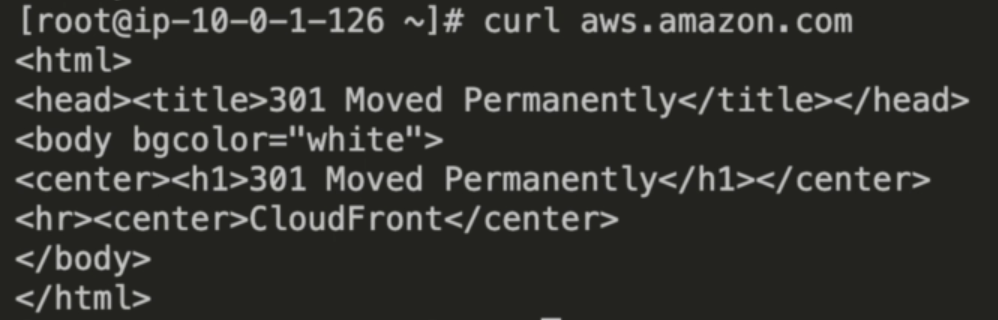 [root@ip-10-0-1-126 ~]# curl aws.amazon.com
<html>
<head><title>301 Moved Permanently</title></head>
<body bgcolor="white">
<center><h1>301 Moved Permanently</h1></center>
<hr><center>CloudFront</center>
</body>
</html>